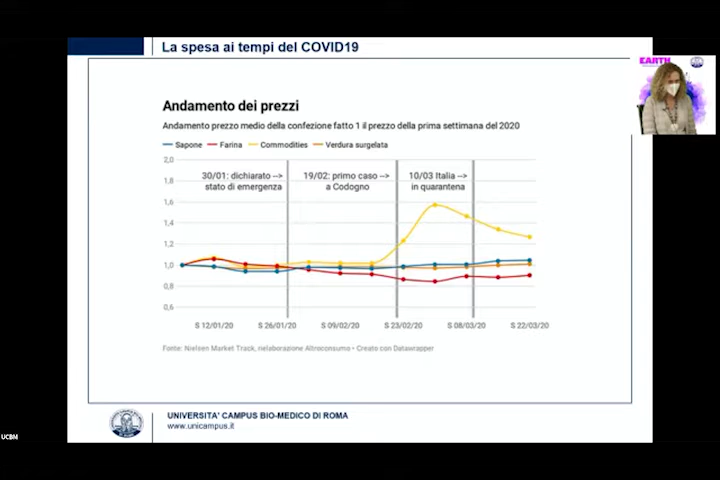 La spesa ai tempi del COVID19
EARTH
Andamento dei prezzi
Andamento prezzo medio della confezione fatto 1 il prezzo della prima settimana del 2020
Sapone Farina Commodities Verdura surgelata
2,0
1,8
1,6
1,4
1,2
1,0
0,8
0,6
30/01: dichiarato -->
stato di emergenza
19/02: primo caso -->
a Codogno
10/03 Italia -->
in quarantena
S 12/01/20 S 26/01/20 S 09/02/20 S 23/02/20 S 08/03/20 S 22/03/20
Fonte: Nielsen Market Track, rielaborazione Altroconsumo • Creato con Datawrapper
UNIVERSITA' CAMPUS BIO-MEDICO DI ROMA
www.unicampus.it
UCBM